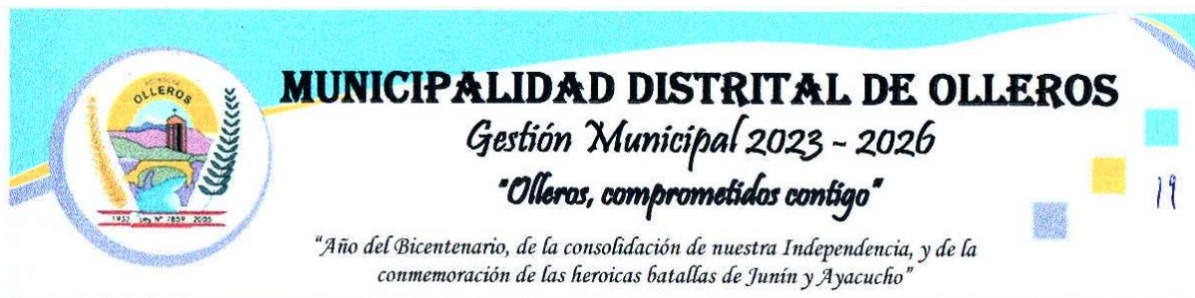 OLLEROS
1932 Ley N° 7859 2005
MUNICIPALIDAD DISTRITAL DE OLLEROS
Gestión Municipal 2023 - 2026
"Olleros, comprometidos contigo"
19
"Año del Bicentenario, de la consolidación de nuestra Independencia, y de la
conmemoración de las heroicas batallas de Junín y Ayacucho"